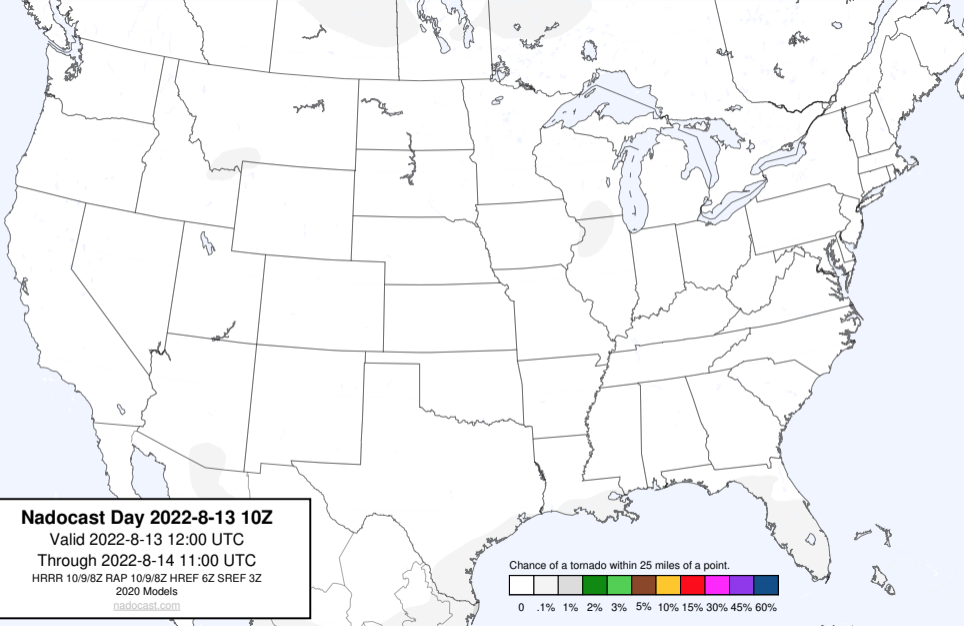 Nadocast Day 2022-8-13 10Z
Valid 2022-8-13 12:00 UTC
Through 2022-8-14 11:00 UTC
HRRR 10/9/8Z RAP 10/9/8Z HREF 6Z SREF 3Z
2020 Models
nadocast.com
Chance of a tornado within 25 miles of a point.
0 .1% 1% 2% 3% 5% 10% 15% 30% 45% 60%